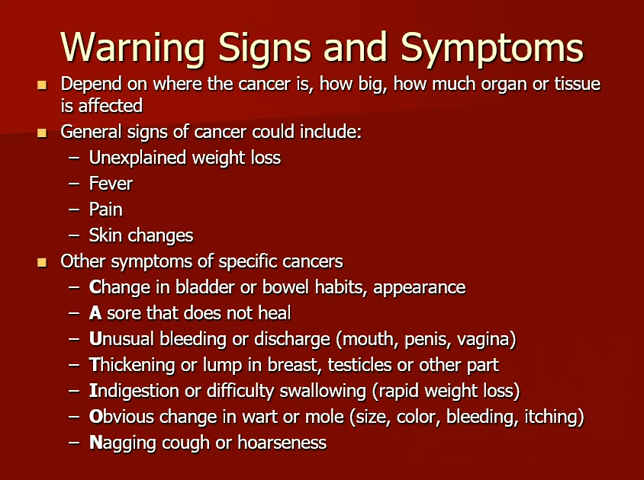 Warning Signs and Symptoms
■ Depend on where the cancer is, how big, how much organ or tissue
is affected
■ General signs of cancer could include:
– Unexplained weight loss
– Fever
– Pain
– Skin changes
■ Other symptoms of specific cancers
– Change in bladder or bowel habits, appearance
– A sore that does not heal
– Unusual bleeding or discharge (mouth, penis, vagina)
– Thickening or lump in breast, testicles or other part
– Indigestion or difficulty swallowing (rapid weight loss)
– Obvious change in wart or mole (size, color, bleeding, itching)
– Nagging cough or hoarseness